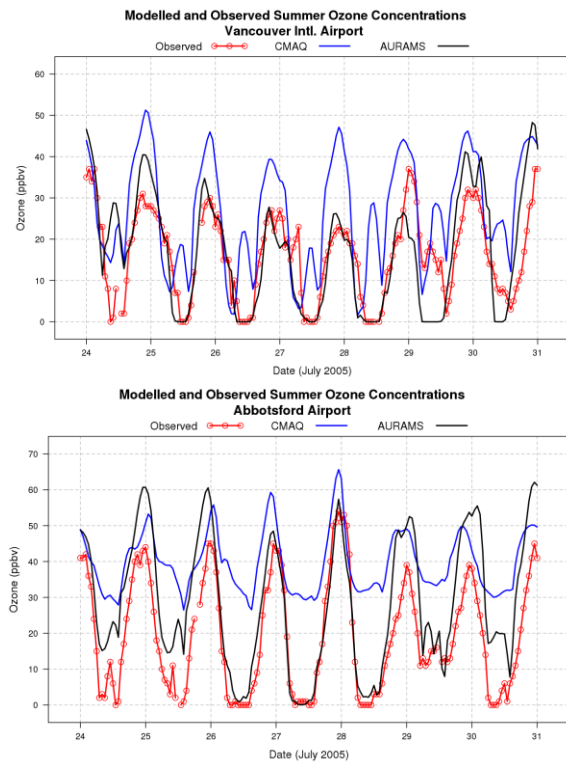 Modelled and Observed Summer Ozone Concentrations
Vancouver Intl. Airport
Observed CMAQ AURAMS
60
50
40
30
20
10
0
Ozone (ppbv)
24 25 26 27 28 29 30 31
Date (July 2005)
Modelled and Observed Summer Ozone Concentrations
Abbotsford Airport
Observed CMAQ AURAMS
70
60
50
40
30
20
10
0
Ozone (ppbv)
24 25 26 27 28 29 30 31
Date (July 2005)